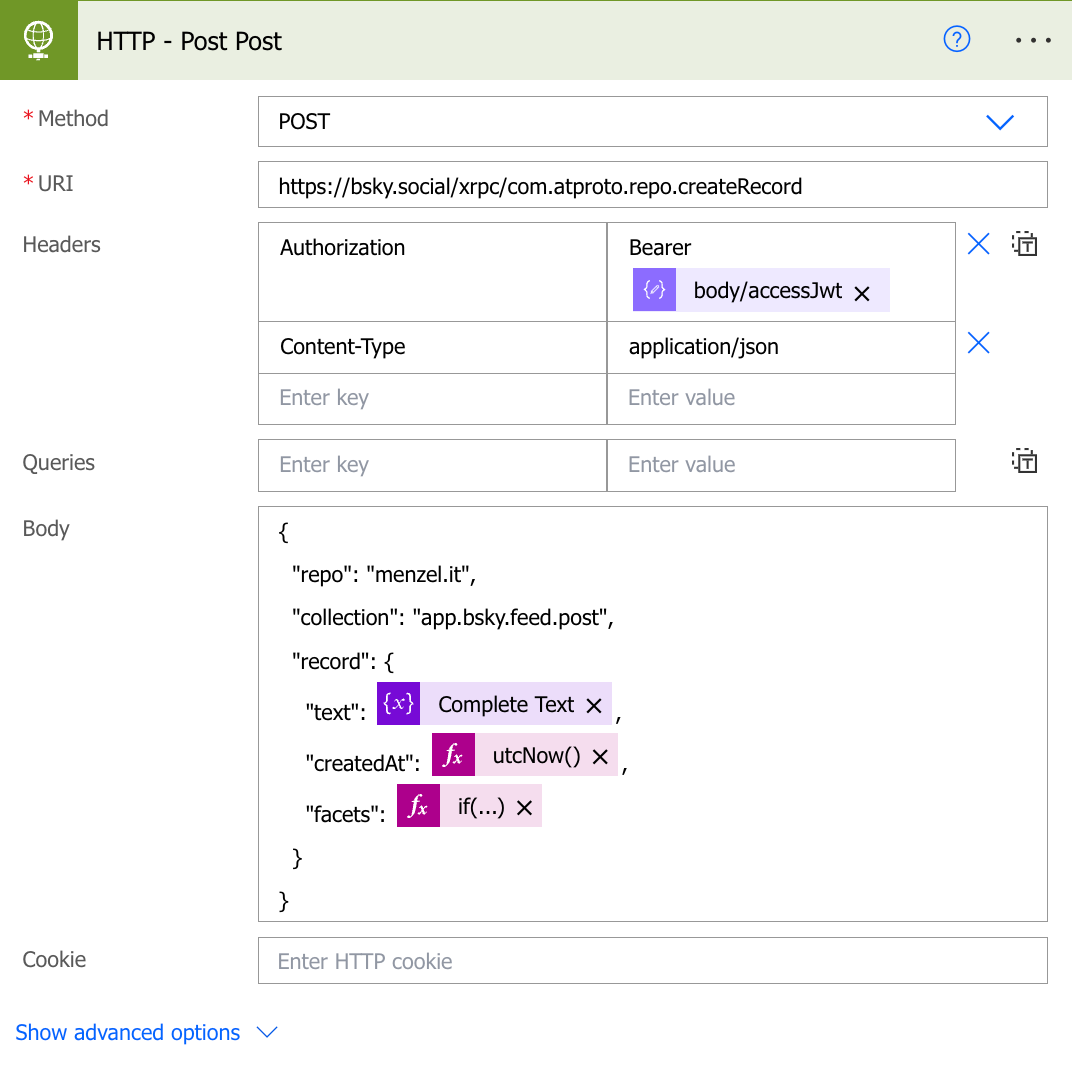 HTTP - Post Post
?
* Method
POST
* URI
https://bsky.social/xrpc/com.atproto.repo.createRecord
Headers
Authorization
Bearer
body/accessJwt
Content-Type
application/json
Enter key
Enter value
Queries
Enter key
Enter value
Body
{
"repo": "menzel.it",
"collection": "app.bsky.feed.post",
"record": {
"text": {x} Complete Text ,
"createdAt": fx utcNow() ,
"facets": fx if(...)
}
}
Cookie
Enter HTTP cookie
Show advanced options